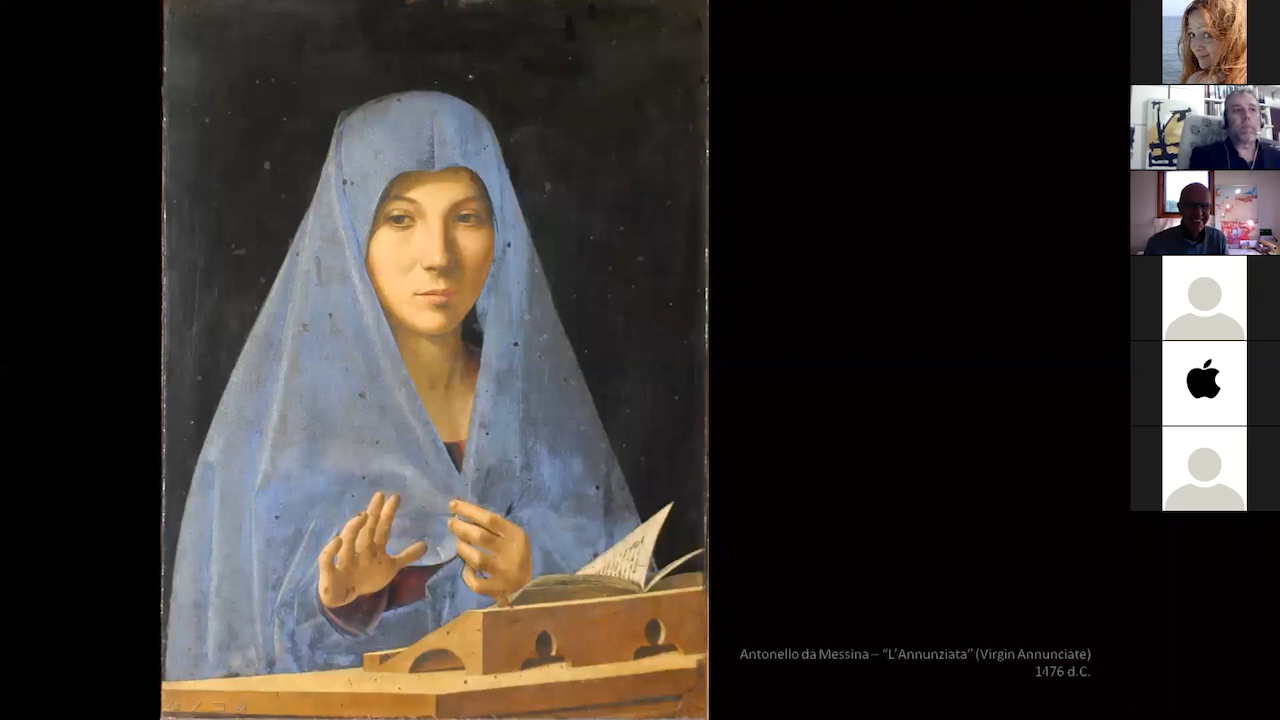 Antonello da Messina – “L’Annunziata” (Virgin Annunciate)
1476 d.C.